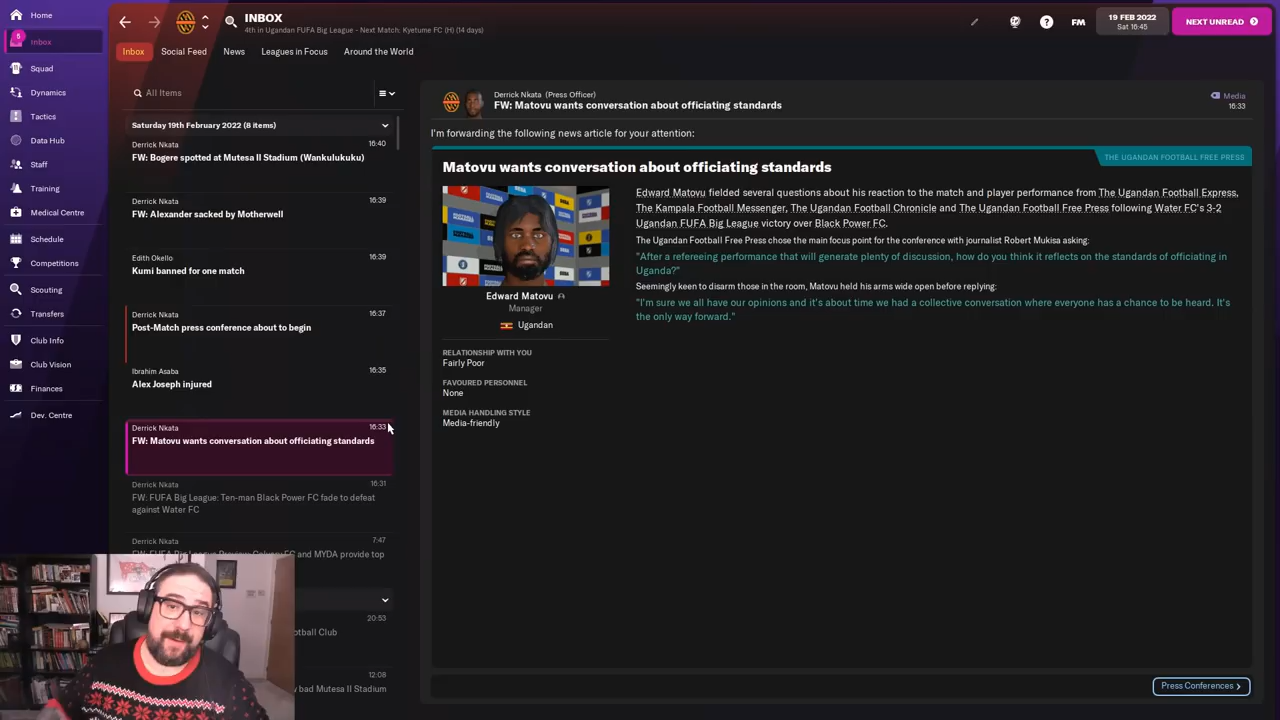 Home
5
Inbox
Squad
Dynamics
Tactics
Data Hub
Staff
Training
Medical Centre
Schedule
Competitions
Scouting
Transfers
Club Info
Club Vision
Finances
Dev. Centre
INBOX
4th in Ugandan FUFA Big League - Next Match: Kyetume FC (H) (14 days)
FM
19 FEB 2022
Sat 16:45
NEXT UNREAD
Inbox
Social Feed
News
Leagues in Focus
Around the World
All Items
Saturday 19th February 2022 (8 items)
Derrick Nkata 16:40
FW: Bogere spotted at Mutesa II Stadium (Wankulukuku)
Derrick Nkata 16:39
FW: Alexander sacked by Motherwell
Edith Okello 16:39
Kumi banned for one match
Derrick Nkata 16:37
Post-Match press conference about to begin
Ibrahim Asaba 16:35
Alex Joseph injured
Derrick Nkata 16:33
FW: Matovu wants conversation about officiating standards
Derrick Nkata 16:31
FW: FUFA Big League: Ten-man Black Power FC fade to defeat
against Water FC
Derrick Nkata 7:47
and MYDA provide top
20:53
Club
12:08
bad Mutesa II Stadium
Derrick Nkata (Press Officer)
FW: Matovu wants conversation about officiating standards
Media
16:33
I'm forwarding the following news article for your attention:
THE UGANDAN FOOTBALL FREE PRESS
Matovu wants conversation about officiating standards
Edward Matovu
Manager
Ugandan
RELATIONSHIP WITH YOU
Fairly Poor
FAVOURED PERSONNEL
None
MEDIA HANDLING STYLE
Media-friendly
Edward Matovu fielded several questions about his reaction to the match and player performance from The Ugandan Football Express,
The Kampala Football Messenger, The Ugandan Football Chronicle and The Ugandan Football Free Press following Water FC's 3-2
Ugandan FUFA Big League victory over Black Power FC.
The Ugandan Football Free Press chose the main focus point for the conference with journalist Robert Mukisa asking:
"After a refereeing performance that will generate plenty of discussion, how do you think it reflects on the standards of officiating in
Uganda?"
Seemingly keen to disarm those in the room, Matovu held his arms wide open before replying:
"I'm sure we all have our opinions and it's about time we had a collective conversation where everyone has a chance to be heard. It's
the only way forward."
Press Conferences